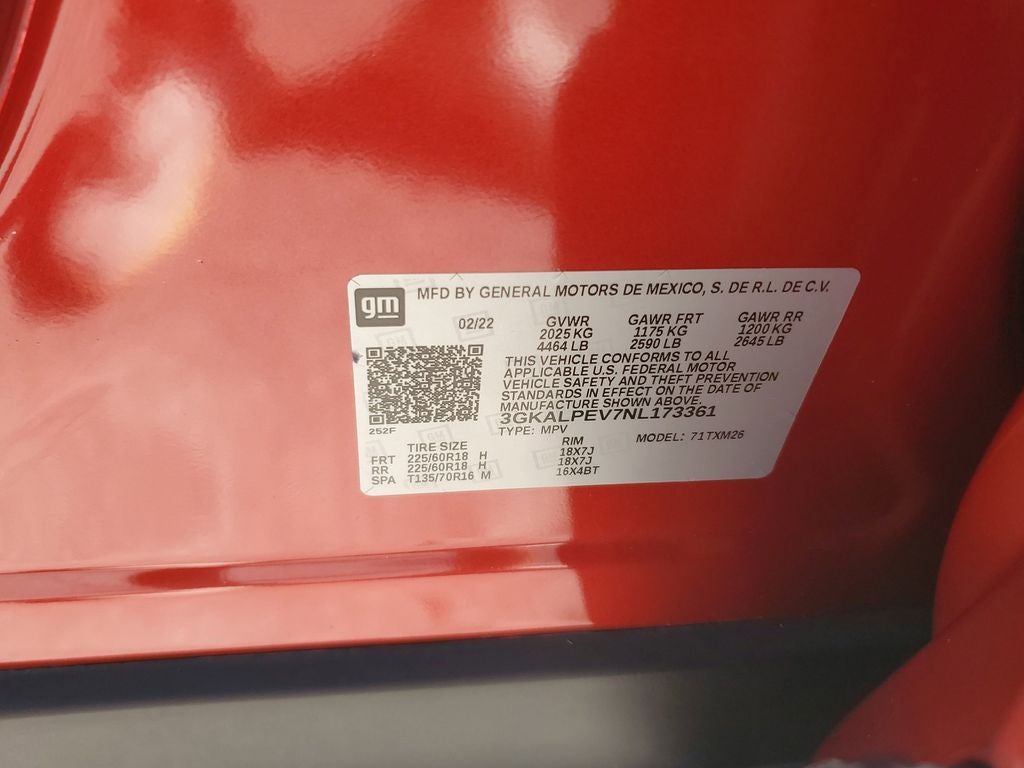 gm
MFD BY GENERAL MOTORS DE MEXICO, S. DE R.L. DE C.V.
02/22 GVWR GAWR FRT GAWR RR
2025 KG 1175 KG 1200 KG
4464 LB 2590 LB 2645 LB
THIS VEHICLE CONFORMS TO ALL
APPLICABLE U.S. FEDERAL MOTOR
VEHICLE SAFETY AND THEFT PREVENTION
STANDARDS IN EFFECT ON THE DATE OF
MANUFACTURE SHOWN ABOVE.
3GKALPEV7NL173361
252F
TYPE: MPV MODEL: 71TXM26
TIRE SIZE RIM
FRT 225/60R18 H 18X7J
RR 225/60R18 H 18X7J
SPA T135/70R16 M 16X4BT